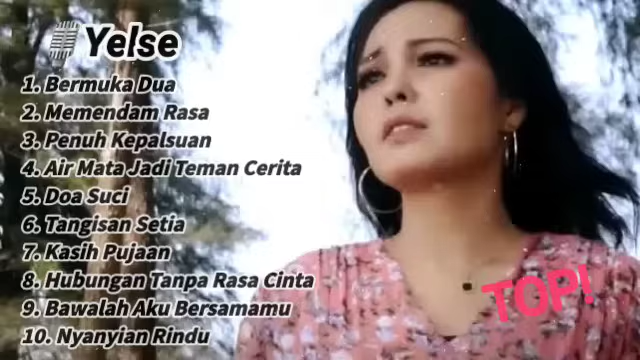 Yelse
1. Bermuka Dua
2. Memendam Rasa
3. Penuh Kepalsuan
4. Air Mata Jadi Teman Cerita
5. Doa Suci
6. Tangisan Setia
7. Kasih Pujaan
8. Hubungan Tanpa Rasa Cinta
9. Bawalah Aku Bersamamu
10. Nyanyian Rindu
TOP!